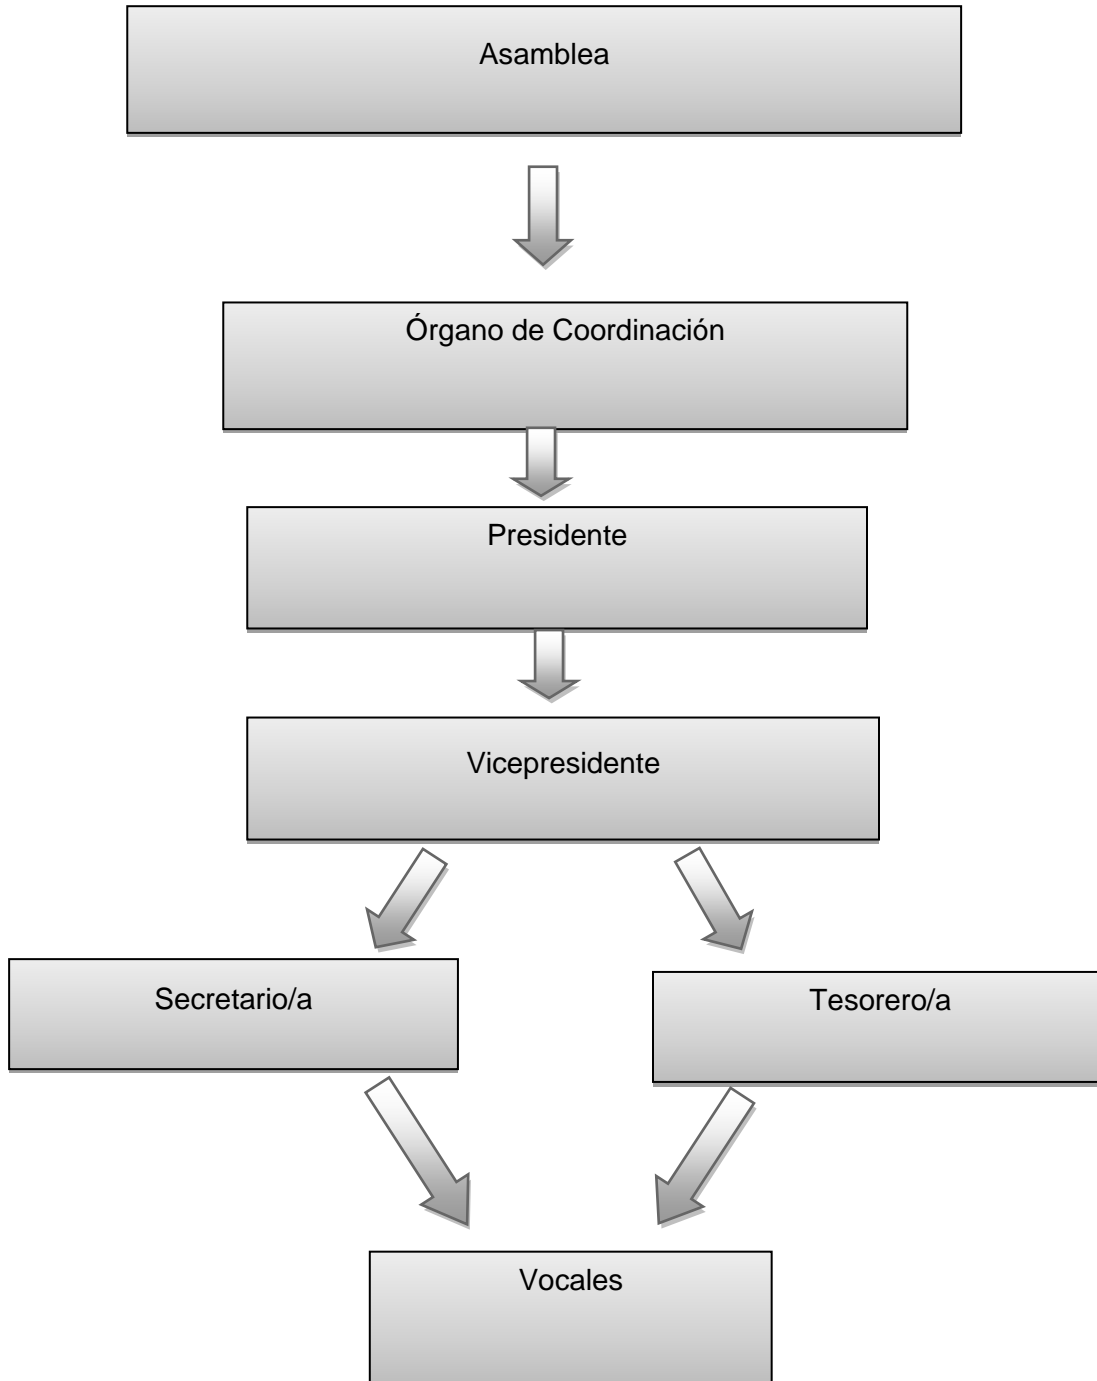 Asamblea
Órgano de Coordinación
Presidente
Vicepresidente
Secretario/a
Tesorero/a
Vocales